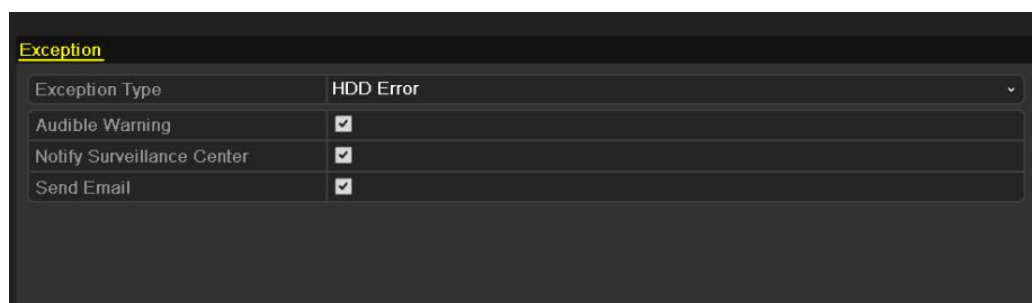 Exception
Exception Type HDD Error
Audible Warning
Notify Surveillance Center
Send Email